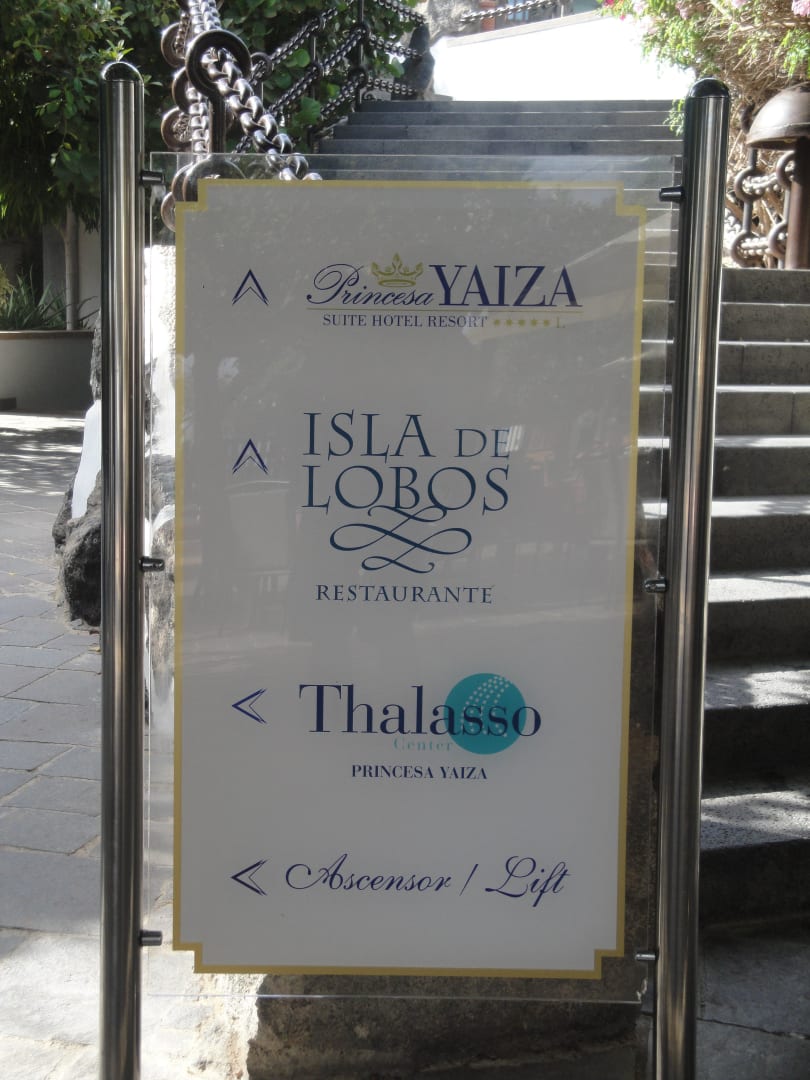 Princesa YAIZA
SUITE HOTEL RESORT ★★★★★ L
ISLA DE
LOBOS
RESTAURANTE
Thalasso
Center
PRINCESA YAIZA
Ascensor / Lift